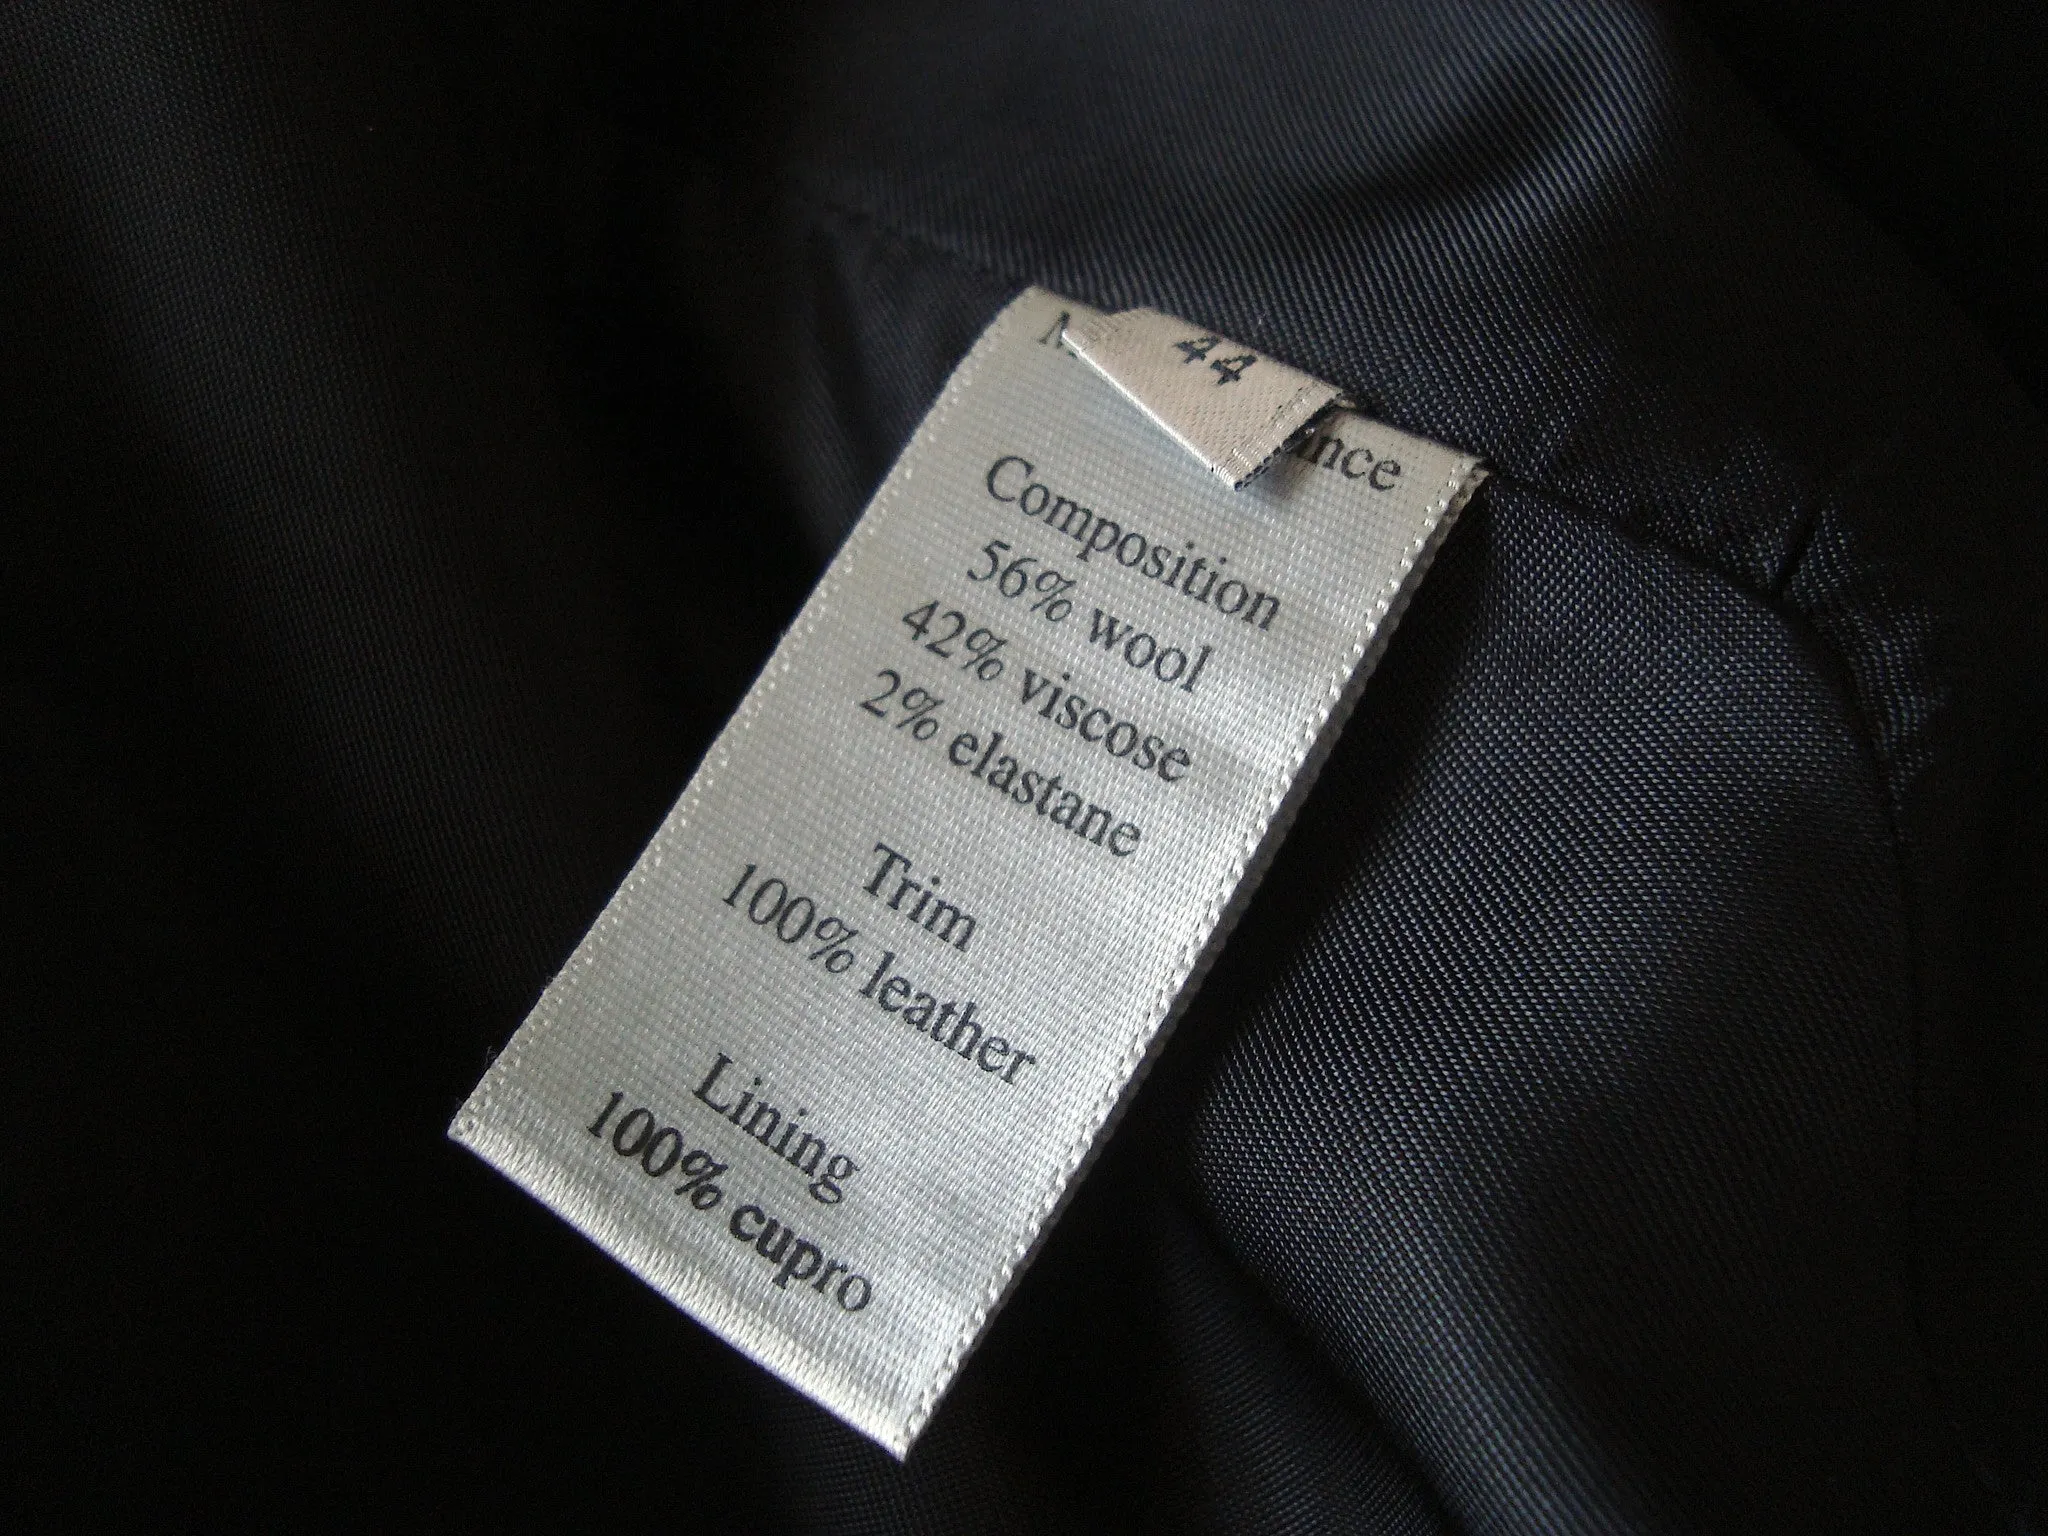 44
Composition
56% wool
42% viscose
2% elastane
Trim
100% leather
Lining
100% cupro